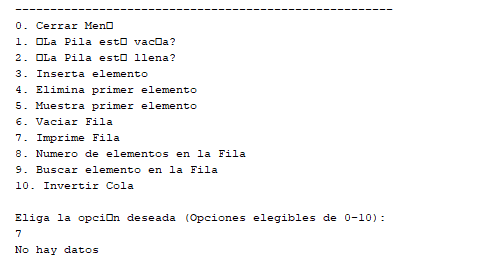 ------------------------------------------------------
0. Cerrar Men□
1. □La Pila est□ vac□a?
2. □La Pila est□ llena?
3. Inserta elemento
4. Elimina primer elemento
5. Muestra primer elemento
6. Vaciar Fila
7. Imprime Fila
8. Numero de elementos en la Fila
9. Buscar elemento en la Fila
10. Invertir Cola
Eliga la opci□n deseada (Opciones elegibles de 0-10):
7
No hay datos